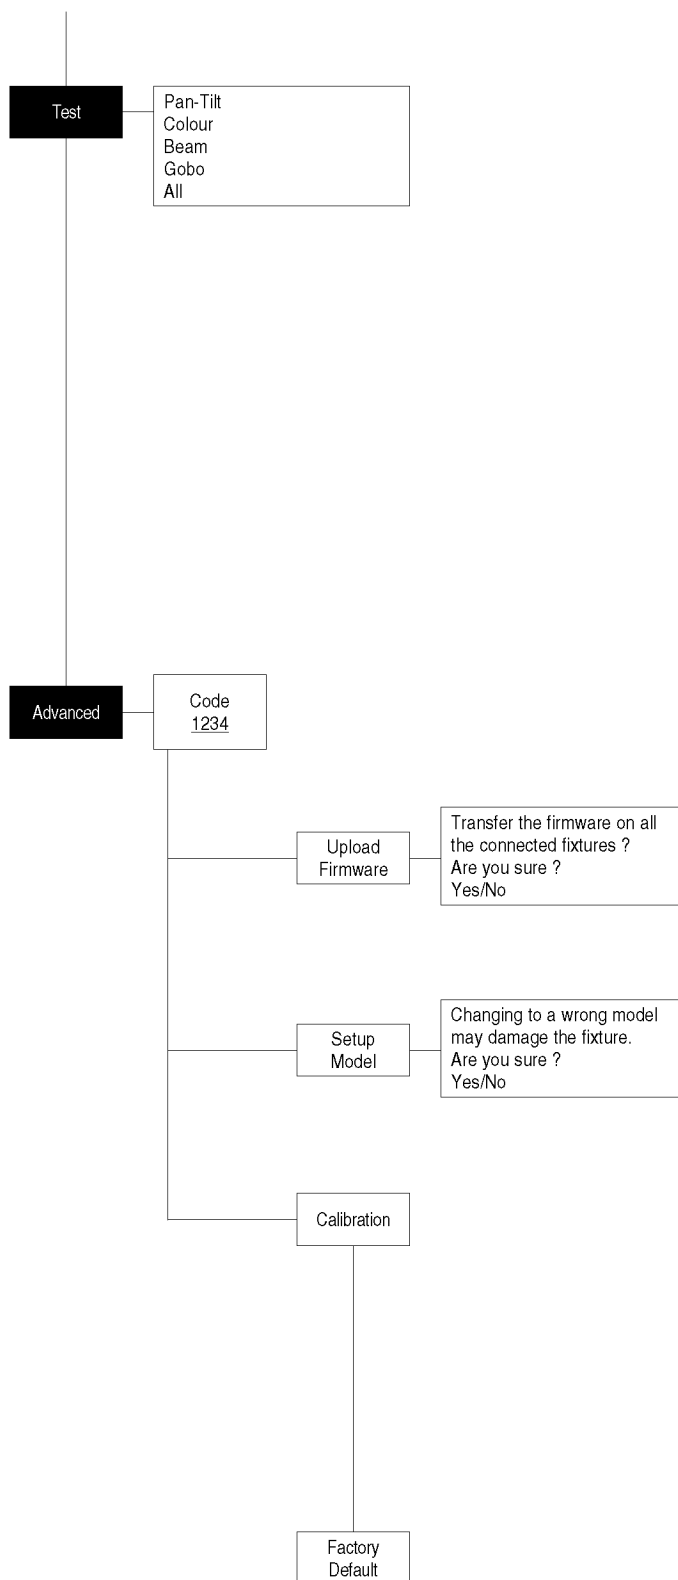 Test
Pan-Tilt
Colour
Beam
Gobo
All
Advanced
Code
1234
Upload
Firmware
Transfer the firmware on all
the connected fixtures ?
Are you sure ?
Yes/No
Setup
Model
Changing to a wrong model
may damage the fixture.
Are you sure ?
Yes/No
Calibration
Factory
Default